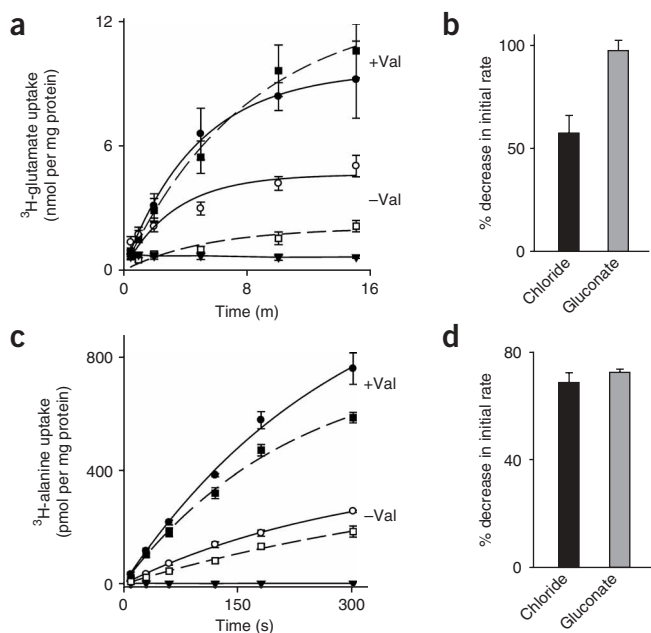 a
12
6
0
0
8
16
³H-glutamate uptake
(nmol per mg protein)
Time (m)
+Val
–Val
b
100
50
0
% decrease in initial rate
Chloride
Gluconate
c
800
400
0
0
150
300
³H-alanine uptake
(pmol per mg protein)
Time (s)
+Val
–Val
d
80
40
0
% decrease in initial rate
Chloride
Gluconate